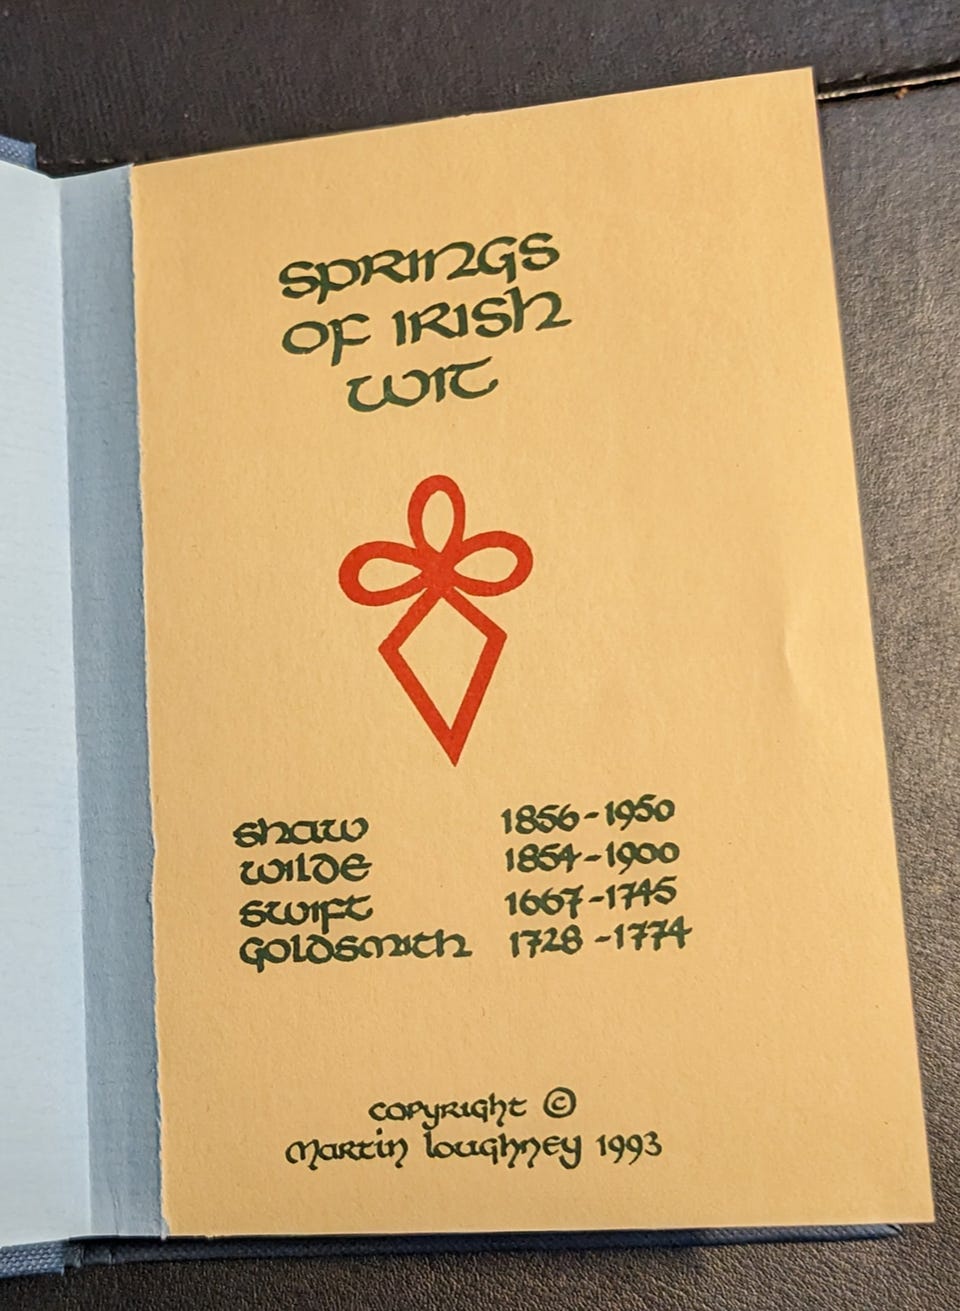 SPRINGS
OF IRISH
WIT
SHAW 1856-1950
WILDE 1854-1900
SWIFT 1667-1745
GOLDSMITH 1728-1774
COPYRIGHT ©
Martin Loughney 1993